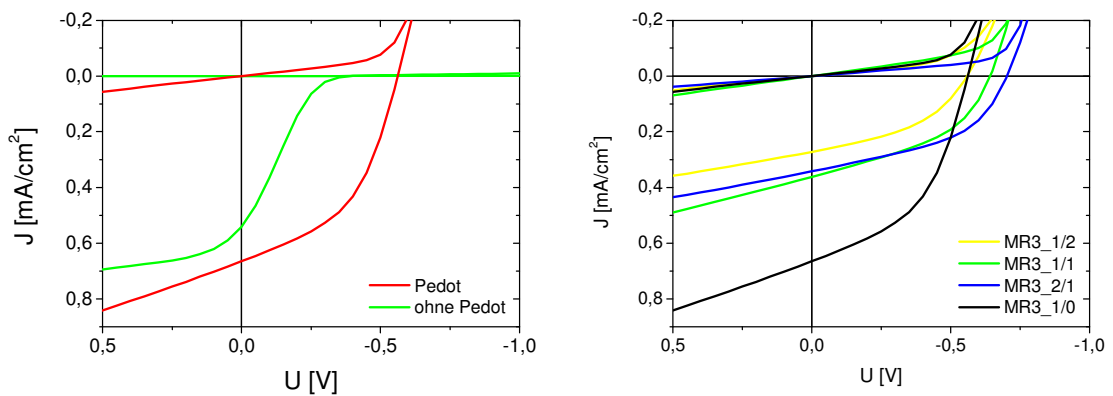 -0,2
0,0
0,2
0,4
0,6
0,8
J [mA/cm²]
0,5
0,0
-0,5
-1,0
U [V]
Pedot
ohne Pedot
-0,2
0,0
0,2
0,4
0,6
0,8
J [mA/cm²]
0,5
0,0
-0,5
-1,0
U [V]
MR3_1/2
MR3_1/1
MR3_2/1
MR3_1/0